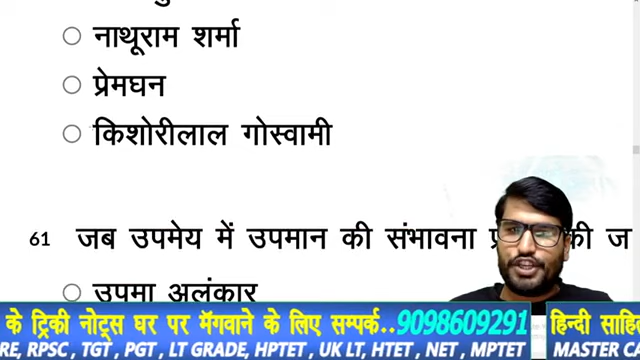 नाथूराम शर्मा
प्रेमघन
किशोरीलाल गोस्वामी
61 जब उपमेय में उपमान की संभावना की ज
उपमा अलंकार
के ट्रिकी नोट्स घर पर मँगवाने के लिए सम्पर्क..9098609291 हिन्दी साहि
RE, RPSC , TGT , PGT , LT GRADE, HPTET , UK LT, HTET , NET , MPTET MASTER C